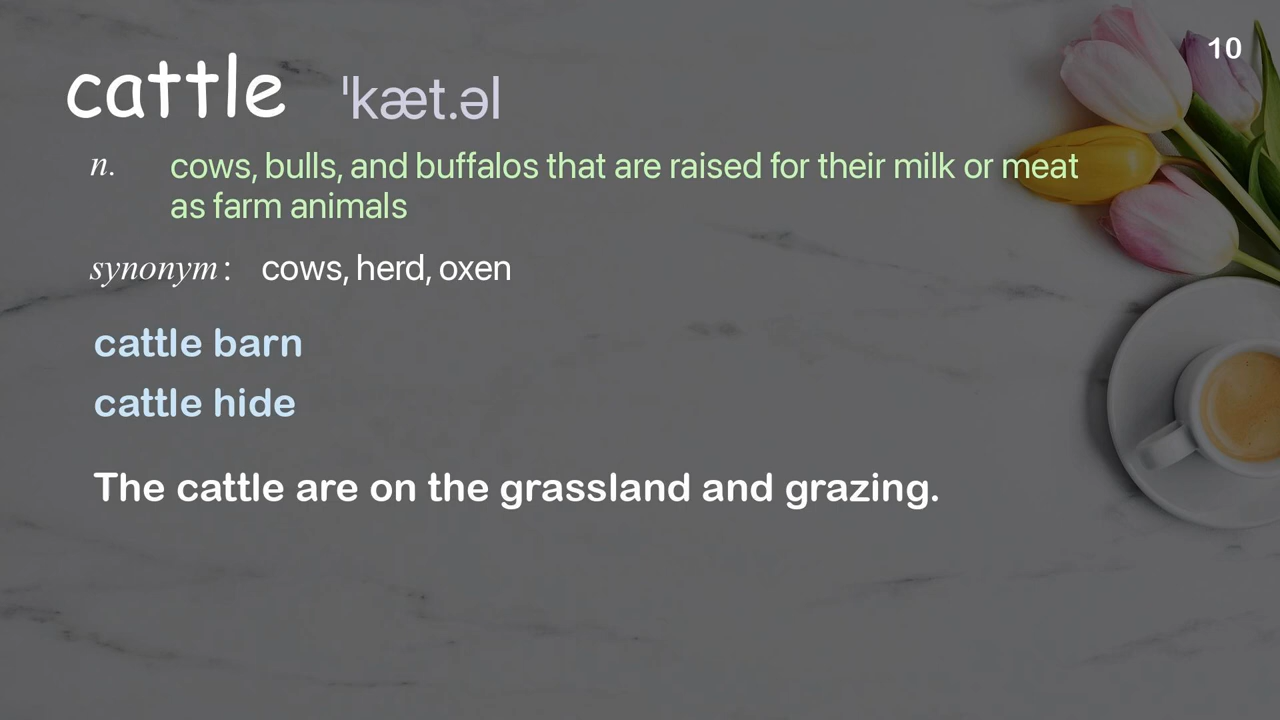 10
cattle ˈkæt.əl
n. cows, bulls, and buffalos that are raised for their milk or meat
as farm animals
synonym: cows, herd, oxen
cattle barn
cattle hide
The cattle are on the grassland and grazing.